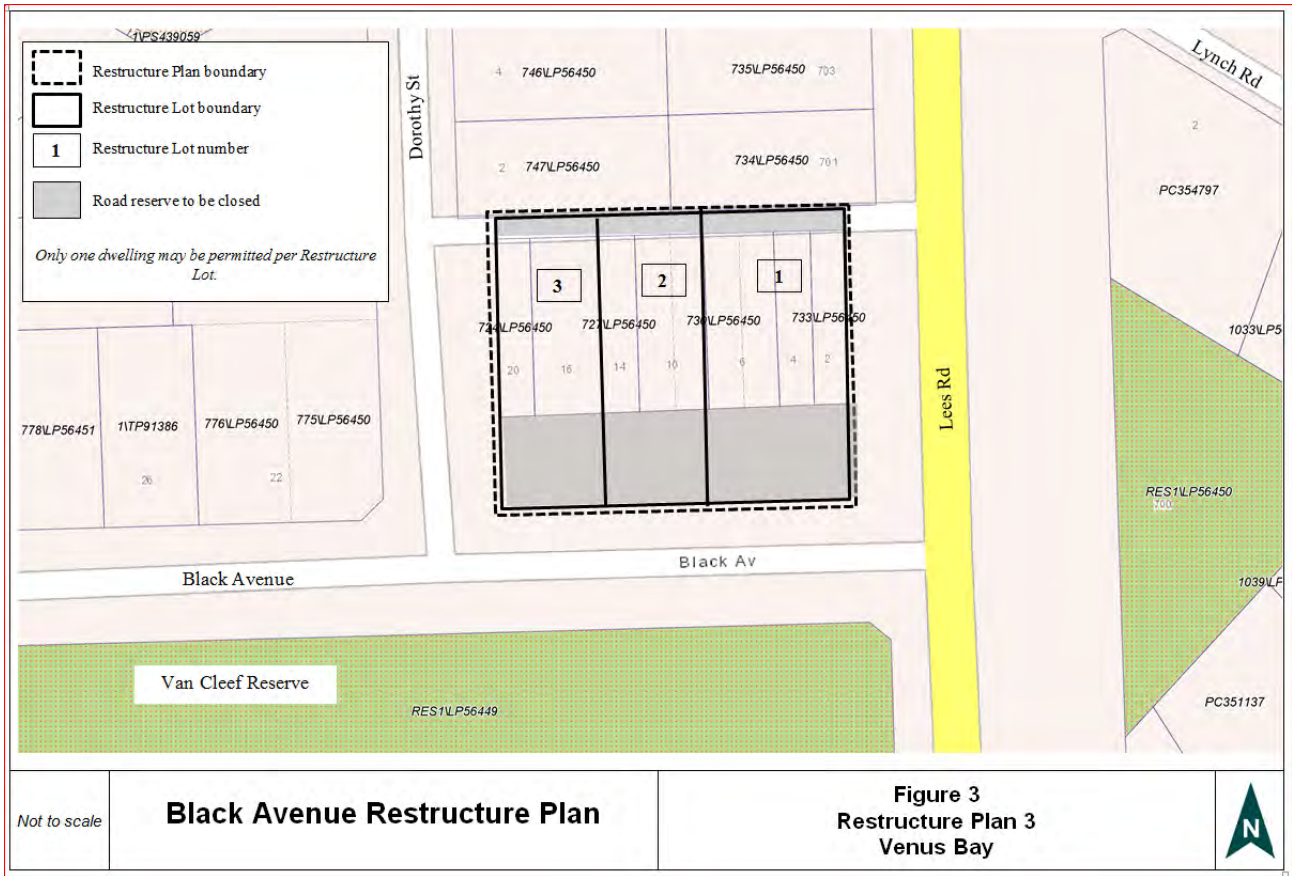 1\PS439059
Restructure Plan boundary
Restructure Lot boundary
1
Restructure Lot number
Road reserve to be closed
Only one dwelling may be permitted per Restructure
Lot.
Dorothy St
4 746\LP56450
735\LP56450 703
2 747\LP56450
734\LP56450 701
Lynch Rd
2
PC354797
3
2
1
724\LP56450
727\LP56450
730\LP56450
733\LP56450
20
16
14
10
6
4
2
1033\LP5
Lees Rd
778\LP56451
1\TP91386
776\LP56450
775\LP56450
26
22
RES1\LP56450
700
Black Avenue
Black Av
1039\LP
Van Cleef Reserve
RES1\LP56449
PC351137
Not to scale
Black Avenue Restructure Plan
Figure 3
Restructure Plan 3
Venus Bay
N